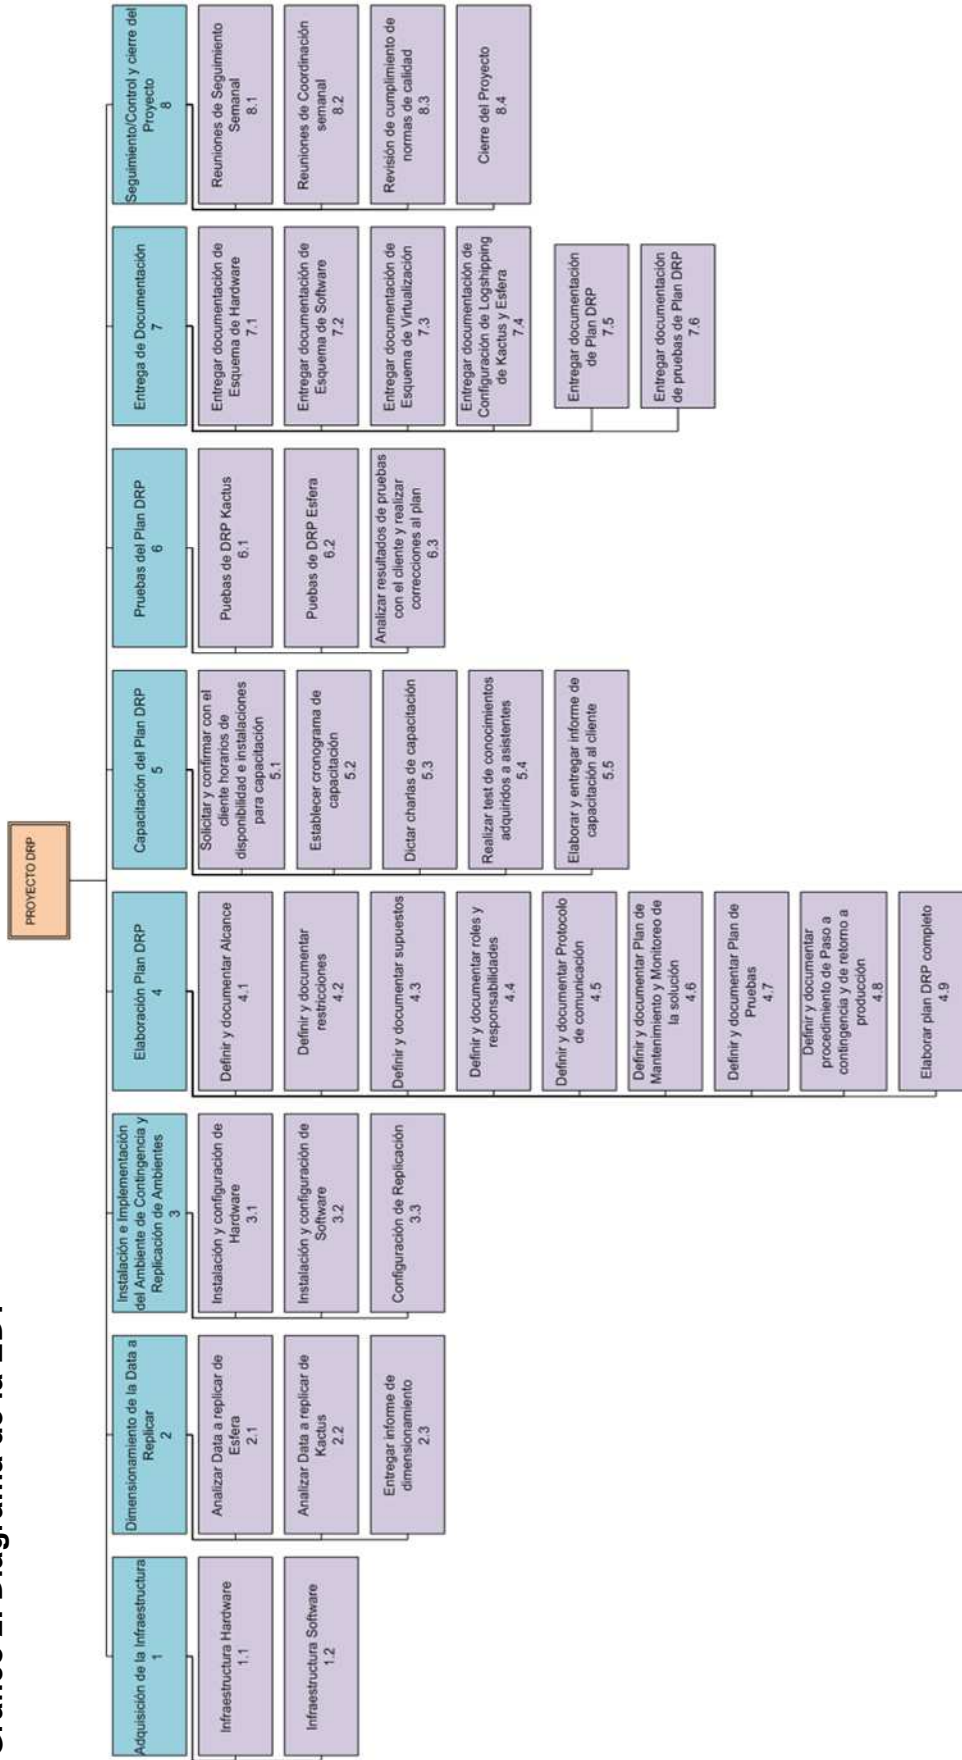 PROYECTO DRP
Adquisición de la Infraestructura
1
Infraestructura Hardware
1.1
Infraestructura Software
1.2
Dimensionamiento de la Data a
Replicar
2
Analizar Data a replicar de
Esfera
2.1
Analizar Data a replicar de
Kactus
2.2
Entregar informe de
dimensionamiento
2.3
Instalación e Implementación
del Ambiente de Contingencia y
Replicación de Ambientes
3
Instalación y configuración de
Hardware
3.1
Instalación y configuración de
Software
3.2
Configuración de Replicación
3.3
Elaboración Plan DRP
4
Definir y documentar Alcance
4.1
Definir y documentar
restricciones
4.2
Definir y documentar supuestos
4.3
Definir y documentar roles y
responsabilidades
4.4
Definir y documentar Protocolo
de comunicación
4.5
Definir y documentar Plan de
Mantenimiento y Monitoreo de
la solución
4.6
Definir y documentar Plan de
Pruebas
4.7
Definir y documentar
procedimiento de Paso a
contingencia y de retorno a
producción
4.8
Elaborar plan DRP completo
4.9
Capacitación del Plan DRP
5
Solicitar y confirmar con el
cliente horarios de
disponibilidad e instalaciones
para capacitación
5.1
Establecer cronograma de
capacitación
5.2
Dictar charlas de capacitación
5.3
Realizar test de conocimientos
adquiridos a asistentes
5.4
Elaborar y entregar informe de
capacitación al cliente
5.5
Pruebas del Plan DRP
6
Puebas de DRP Kactus
6.1
Puebas de DRP Esfera
6.2
Analizar resultados de pruebas
con el cliente y realizar
correcciones al plan
6.3
Entrega de Documentación
7
Entregar documentación de
Esquema de Hardware
7.1
Entregar documentación de
Esquema de Software
7.2
Entregar documentación de
Esquema de Virtualización
7.3
Entregar documentación de
Configuración de Logshipping
de Kactus y Esfera
7.4
Entregar documentación
de Plan DRP
7.5
Entregar documentación
de pruebas de Plan DRP
7.6
Seguimiento/Control y cierre del
Proyecto
8
Reuniones de Seguimiento
Semanal
8.1
Reuniones de Coordinación
semanal
8.2
Revisión de cumplimiento de
normas de calidad
8.3
Cierre del Proyecto
8.4